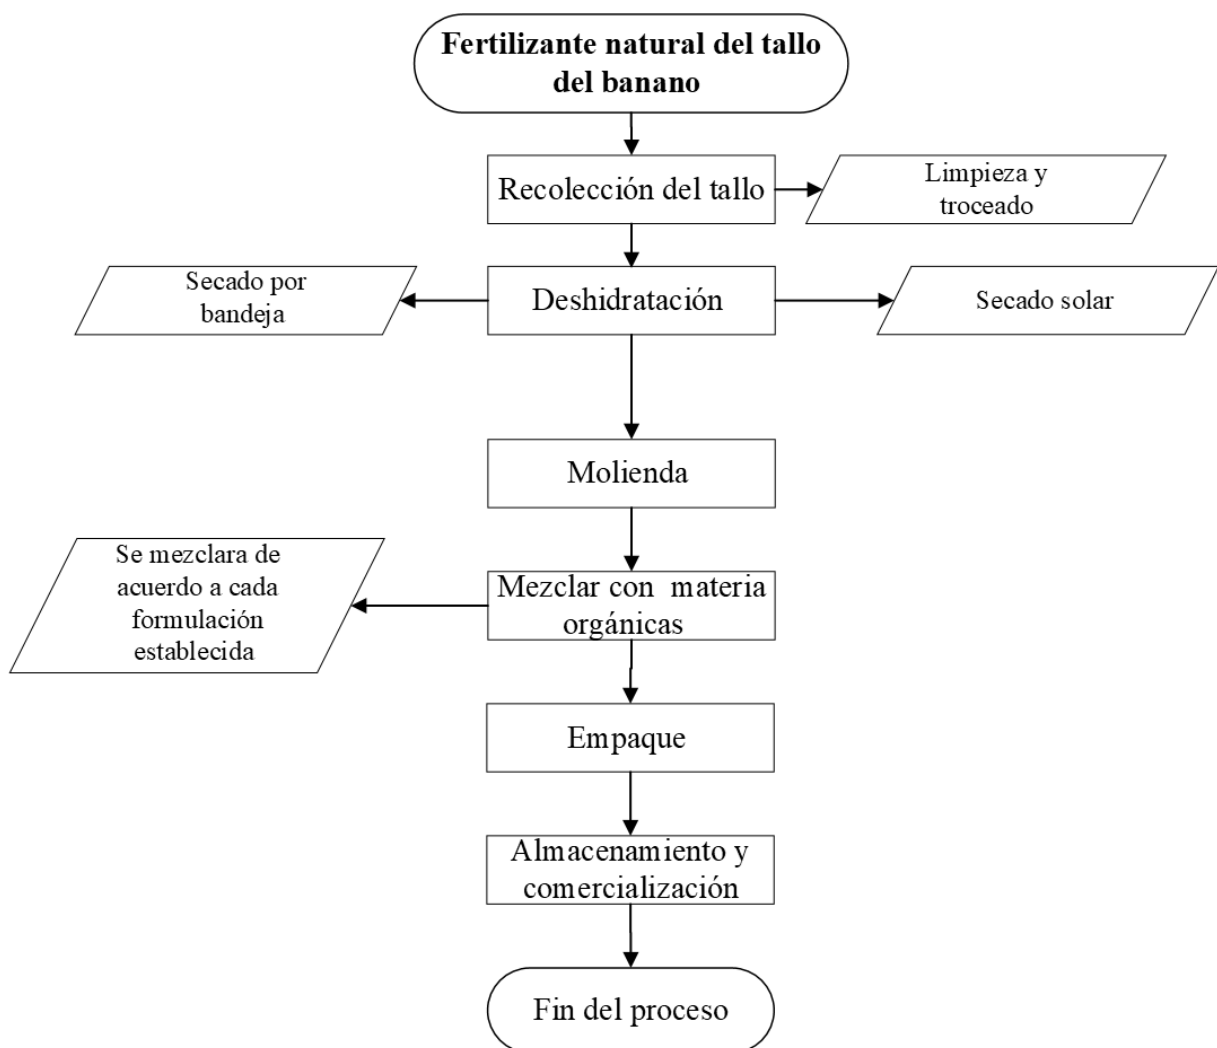 Fertilizante natural del tallo
del banano
Recolección del tallo
Limpieza y
troceado
Secado por
bandeja
Deshidratación
Secado solar
Molienda
Se mezclara de
acuerdo a cada
formulación
establecida
Mezclar con materia
orgánicas
Empaque
Almacenamiento y
comercialización
Fin del proceso